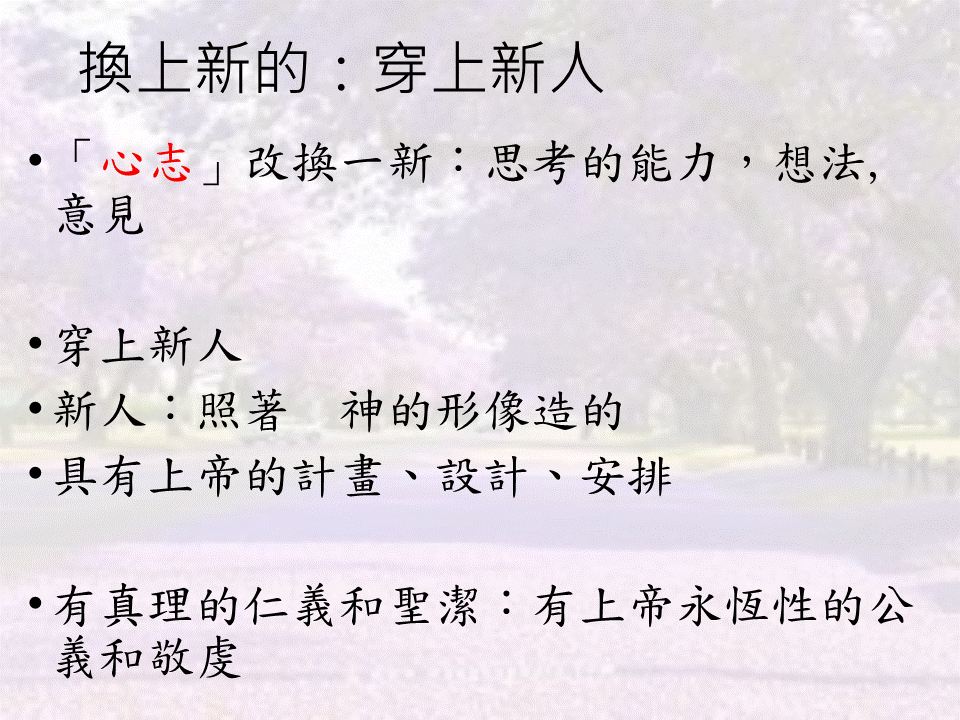 換上新的：穿上新人
•「心志」改換一新：思考的能力，想法,
意見
•穿上新人
•新人：照著　神的形像造的
•具有上帝的計畫、設計、安排
•有真理的仁義和聖潔：有上帝永恆性的公
義和敬虔